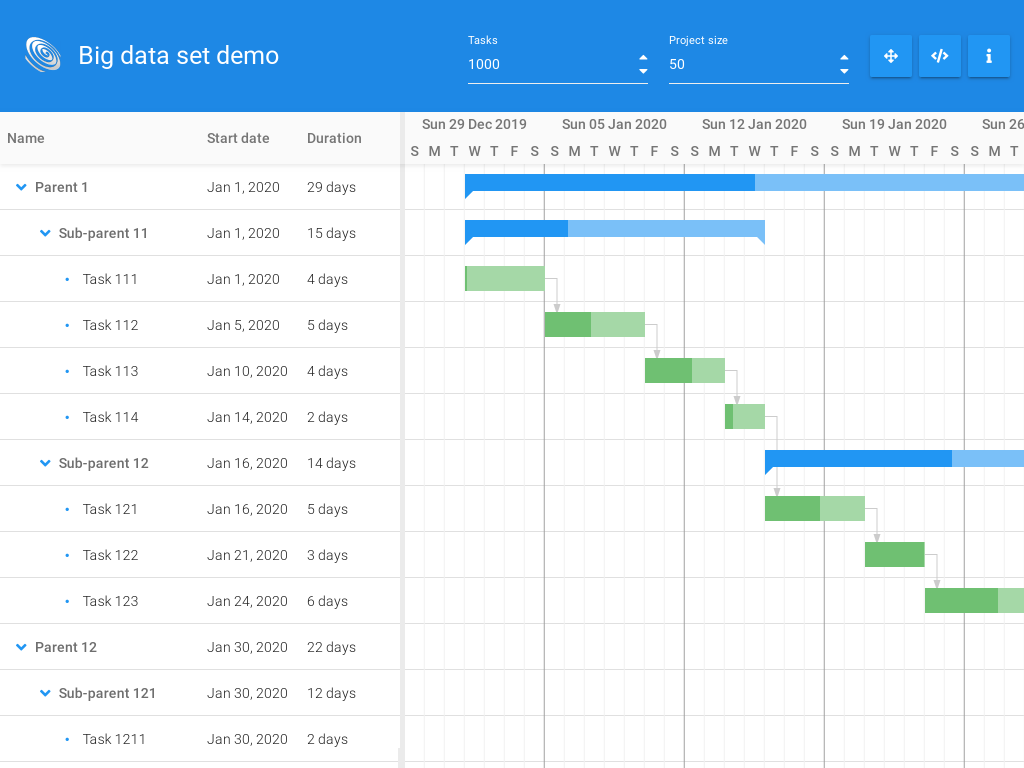 Big data set demo
Tasks
1000
Project size
50
Name Start date Duration
Sun 29 Dec 2019 Sun 05 Jan 2020 Sun 12 Jan 2020 Sun 19 Jan 2020 Sun 26
S M T W T F S S M T W T F S S M T W T F S S M T W T F S S M T
Parent 1 Jan 1, 2020 29 days
Sub-parent 11 Jan 1, 2020 15 days
Task 111 Jan 1, 2020 4 days
Task 112 Jan 5, 2020 5 days
Task 113 Jan 10, 2020 4 days
Task 114 Jan 14, 2020 2 days
Sub-parent 12 Jan 16, 2020 14 days
Task 121 Jan 16, 2020 5 days
Task 122 Jan 21, 2020 3 days
Task 123 Jan 24, 2020 6 days
Parent 12 Jan 30, 2020 22 days
Sub-parent 121 Jan 30, 2020 12 days
Task 1211 Jan 30, 2020 2 days